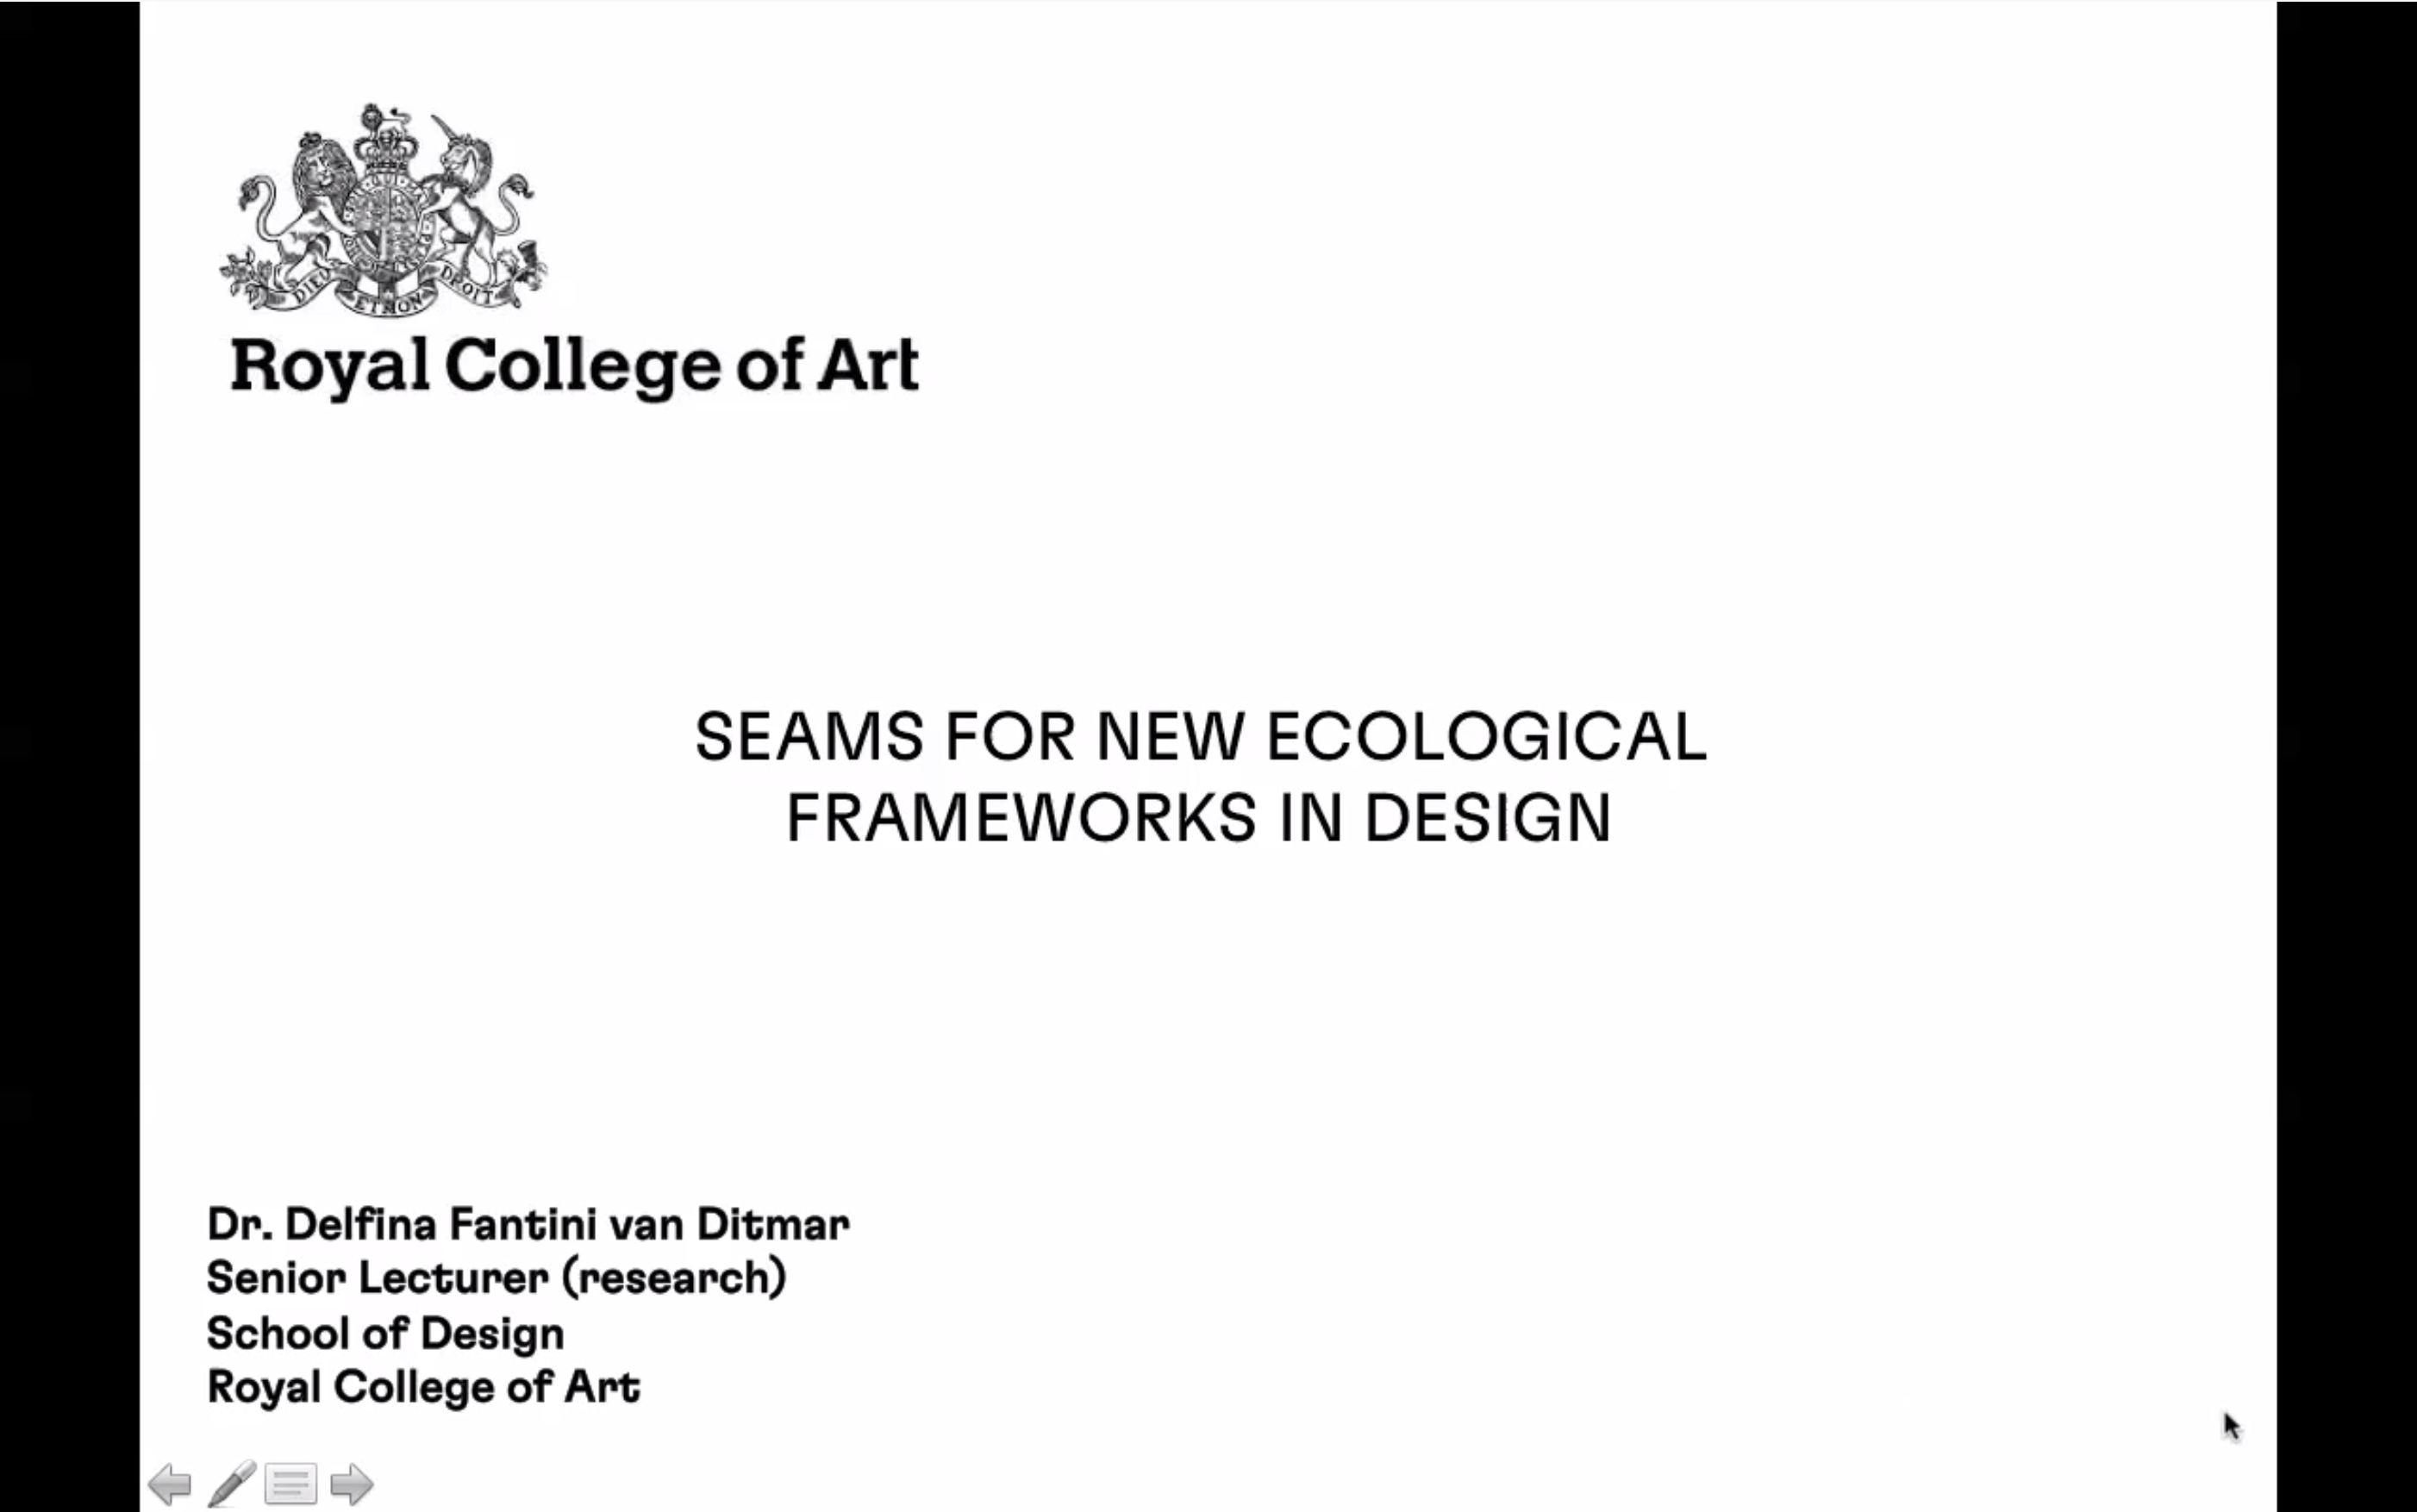 DIEU ET MON DROIT
Royal College of Art
SEAMS FOR NEW ECOLOGICAL
FRAMEWORKS IN DESIGN
Dr. Delfina Fantini van Ditmar
Senior Lecturer (research)
School of Design
Royal College of Art